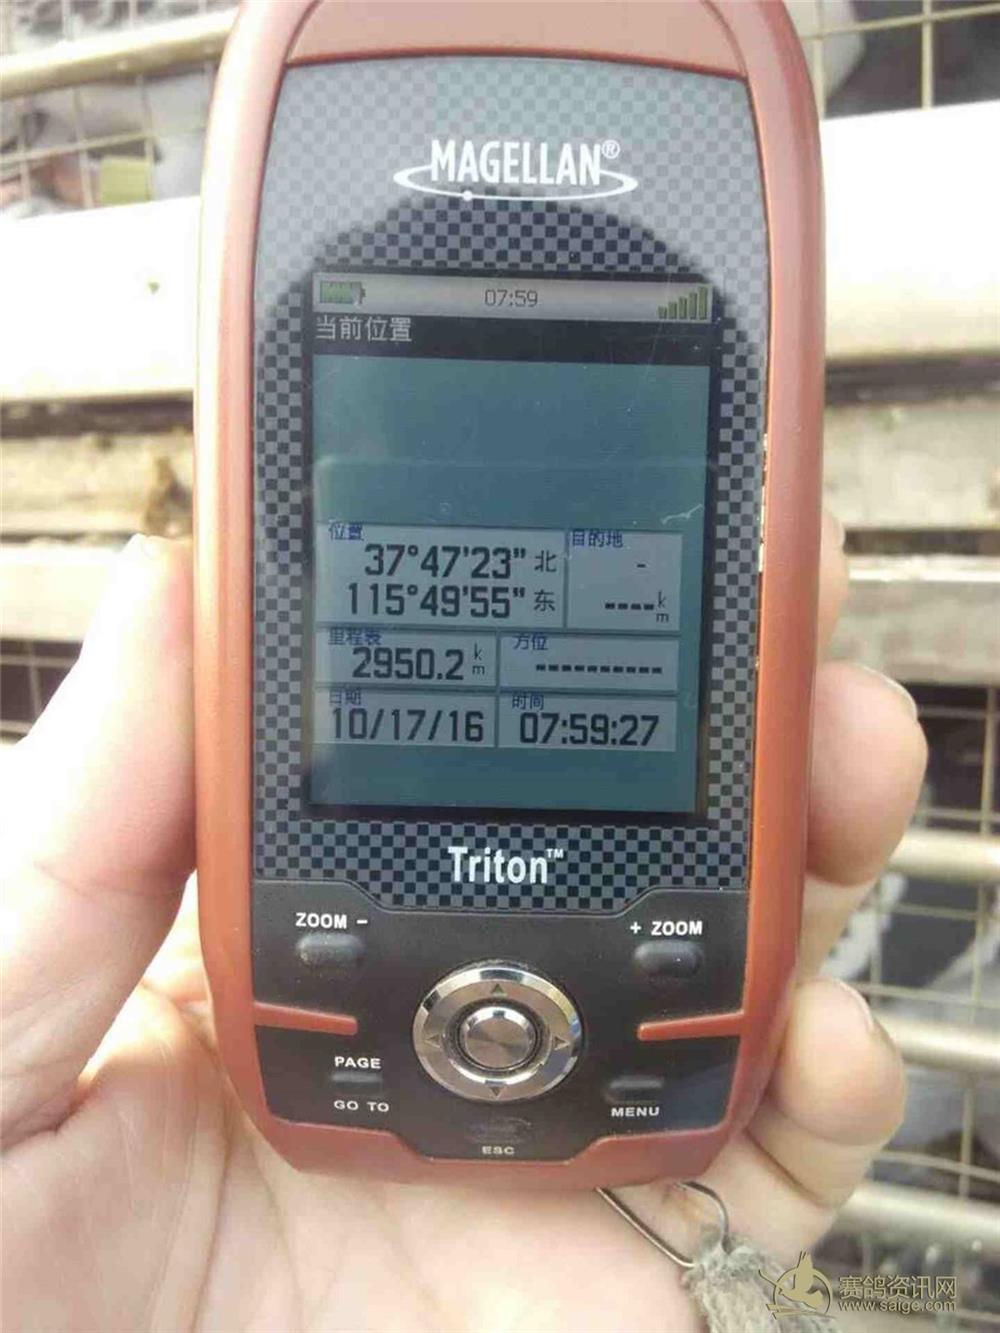 MAGELLAN®
07:59
当前位置
位置
37°47'23" 北
115°49'55" 东
目的地
-
----km
里程表
2950.2 km
方位
----------
日期
10/17/16
时间
07:59:27
Triton™
ZOOM -
+ ZOOM
PAGE
GO TO
MENU
ESC
赛鸽资讯网
www.saige.com